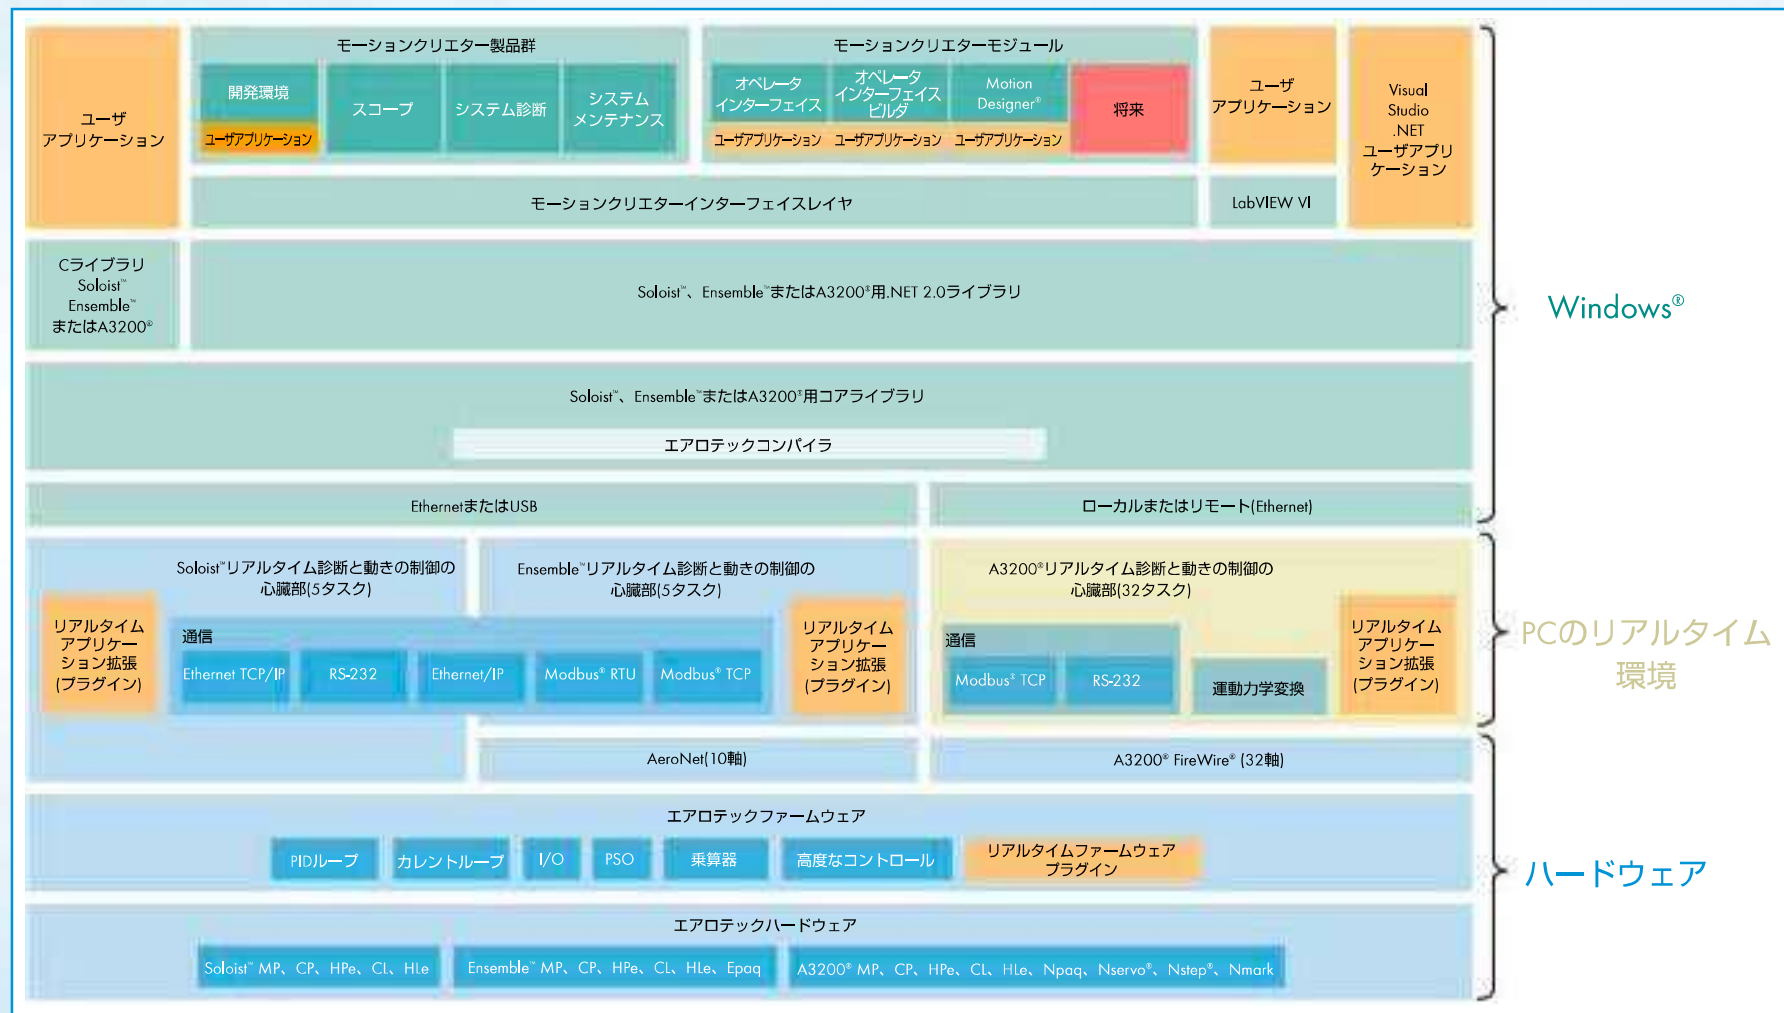 ユーザ
アプリケーション
モーションクリエター製品群
開発環境
ユーザアプリケーション
スコープ
システム診断
システム
メンテナンス
モーションクリエターモジュール
オペレータ
インターフェイス
ユーザアプリケーション
オペレータ
インターフェイス
ビルダ
ユーザアプリケーション
Motion
Designer®
ユーザアプリケーション
将来
ユーザ
アプリケーション
Visual
Studio
.NET
ユーザアプリ
ケーション
モーションクリエターインターフェイスレイヤ
LabVIEW VI
Cライブラリ
Soloist™
Ensemble™
またはA3200®
Soloist™、Ensemble™またはA3200®用.NET 2.0ライブラリ
Soloist™、Ensemble™またはA3200®用コアライブラリ
エアロテックコンパイラ
EthernetまたはUSB
ローカルまたはリモート(Ethernet)
Windows®
Soloist™リアルタイム診断と動きの制御の
心臓部(5タスク)
Ensemble™リアルタイム診断と動きの制御の
心臓部(5タスク)
リアルタイム
アプリケー
ション拡張
(プラグイン)
通信
Ethernet TCP/IP
RS-232
Ethernet/IP
Modbus® RTU
Modbus® TCP
リアルタイム
アプリケー
ション拡張
(プラグイン)
A3200®リアルタイム診断と動きの制御の
心臓部(32タスク)
通信
Modbus® TCP
RS-232
運動力学変換
リアルタイム
アプリケー
ション拡張
(プラグイン)
PCのリアルタイム
環境
AeroNet(10軸)
A3200® FireWire® (32軸)
エアロテックファームウェア
PIDループ
カレントループ
I/O
PSO
乗算器
高度なコントロール
リアルタイムファームウェア
プラグイン
ハードウェア
エアロテックハードウェア
Soloist™ MP、CP、HPe、CL、HLe
Ensemble™ MP、CP、HPe、CL、HLe、Epaq
A3200® MP、CP、HPe、CL、HLe、Npaq、Nservo®、Nstep®、Nmark